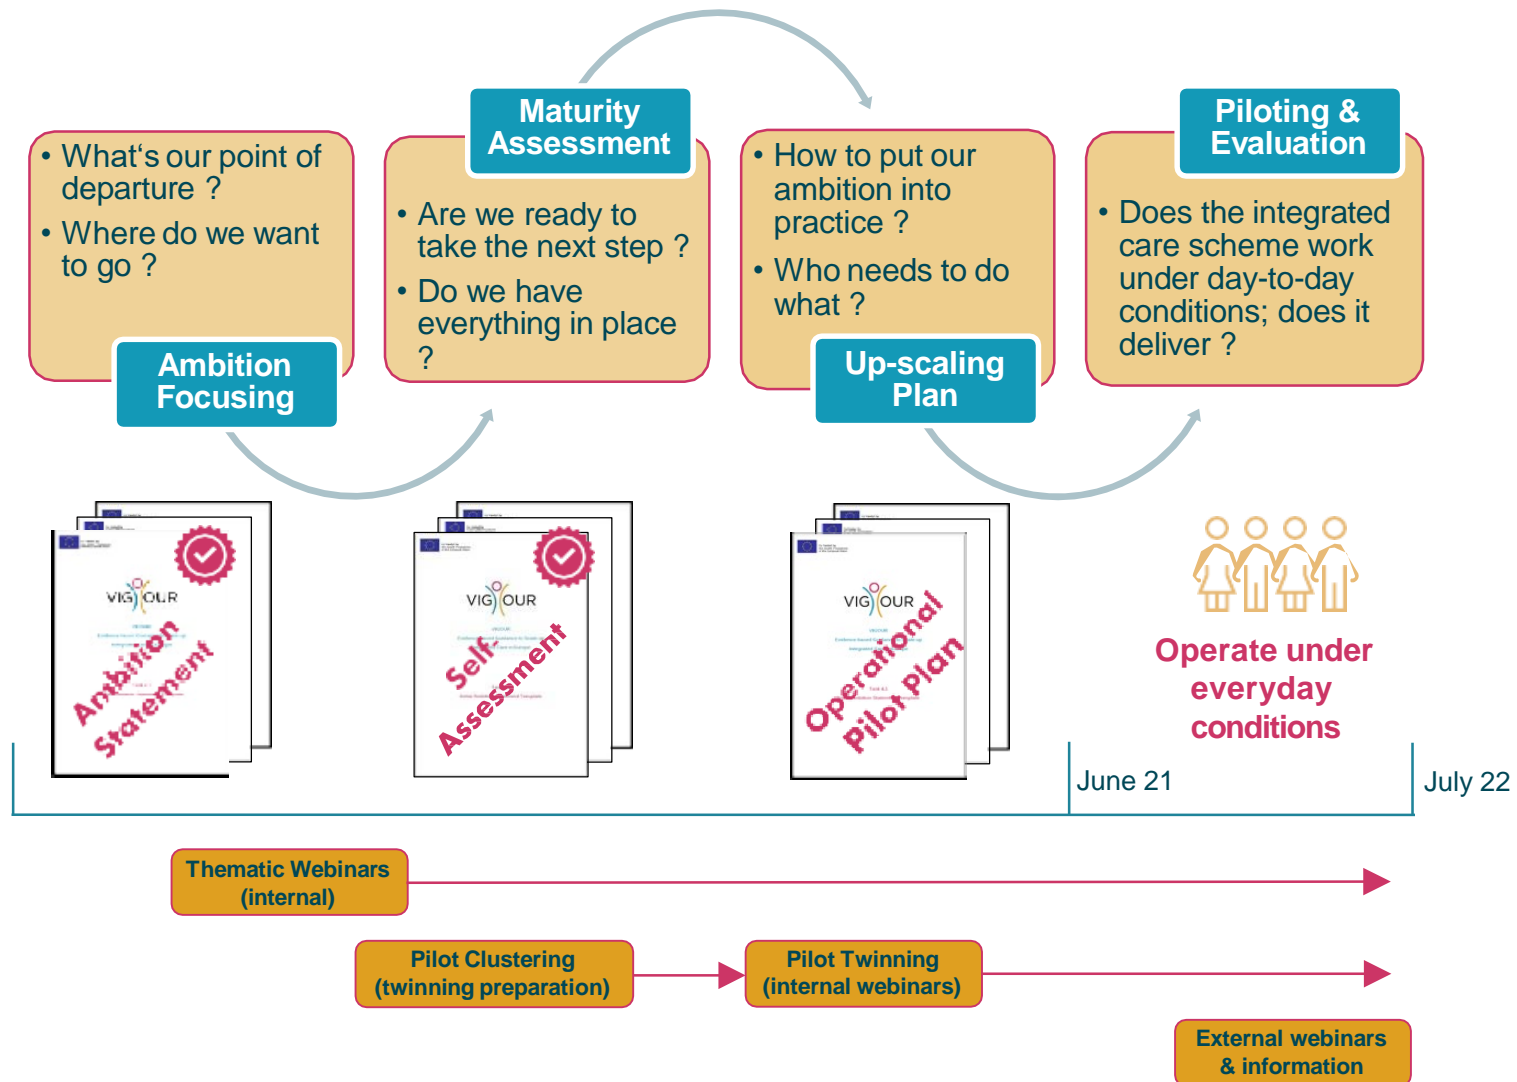 • What‘s our point of
departure ?
• Where do we want
to go ?
Ambition
Focusing
Maturity
Assessment
• Are we ready to
take the next step ?
• Do we have
everything in place
?
• How to put our
ambition into
practice ?
• Who needs to do
what ?
Up-scaling
Plan
Piloting &
Evaluation
• Does the integrated
care scheme work
under day-to-day
conditions; does it
deliver ?
VIGOUR
Ambition
Statement
VIGOUR
Self-
Assessment
VIGOUR
Operational
Pilot Plan
Operate under
everyday
conditions
June 21
July 22
Thematic Webinars
(internal)
Pilot Clustering
(twinning preparation)
Pilot Twinning
(internal webinars)
External webinars
& information